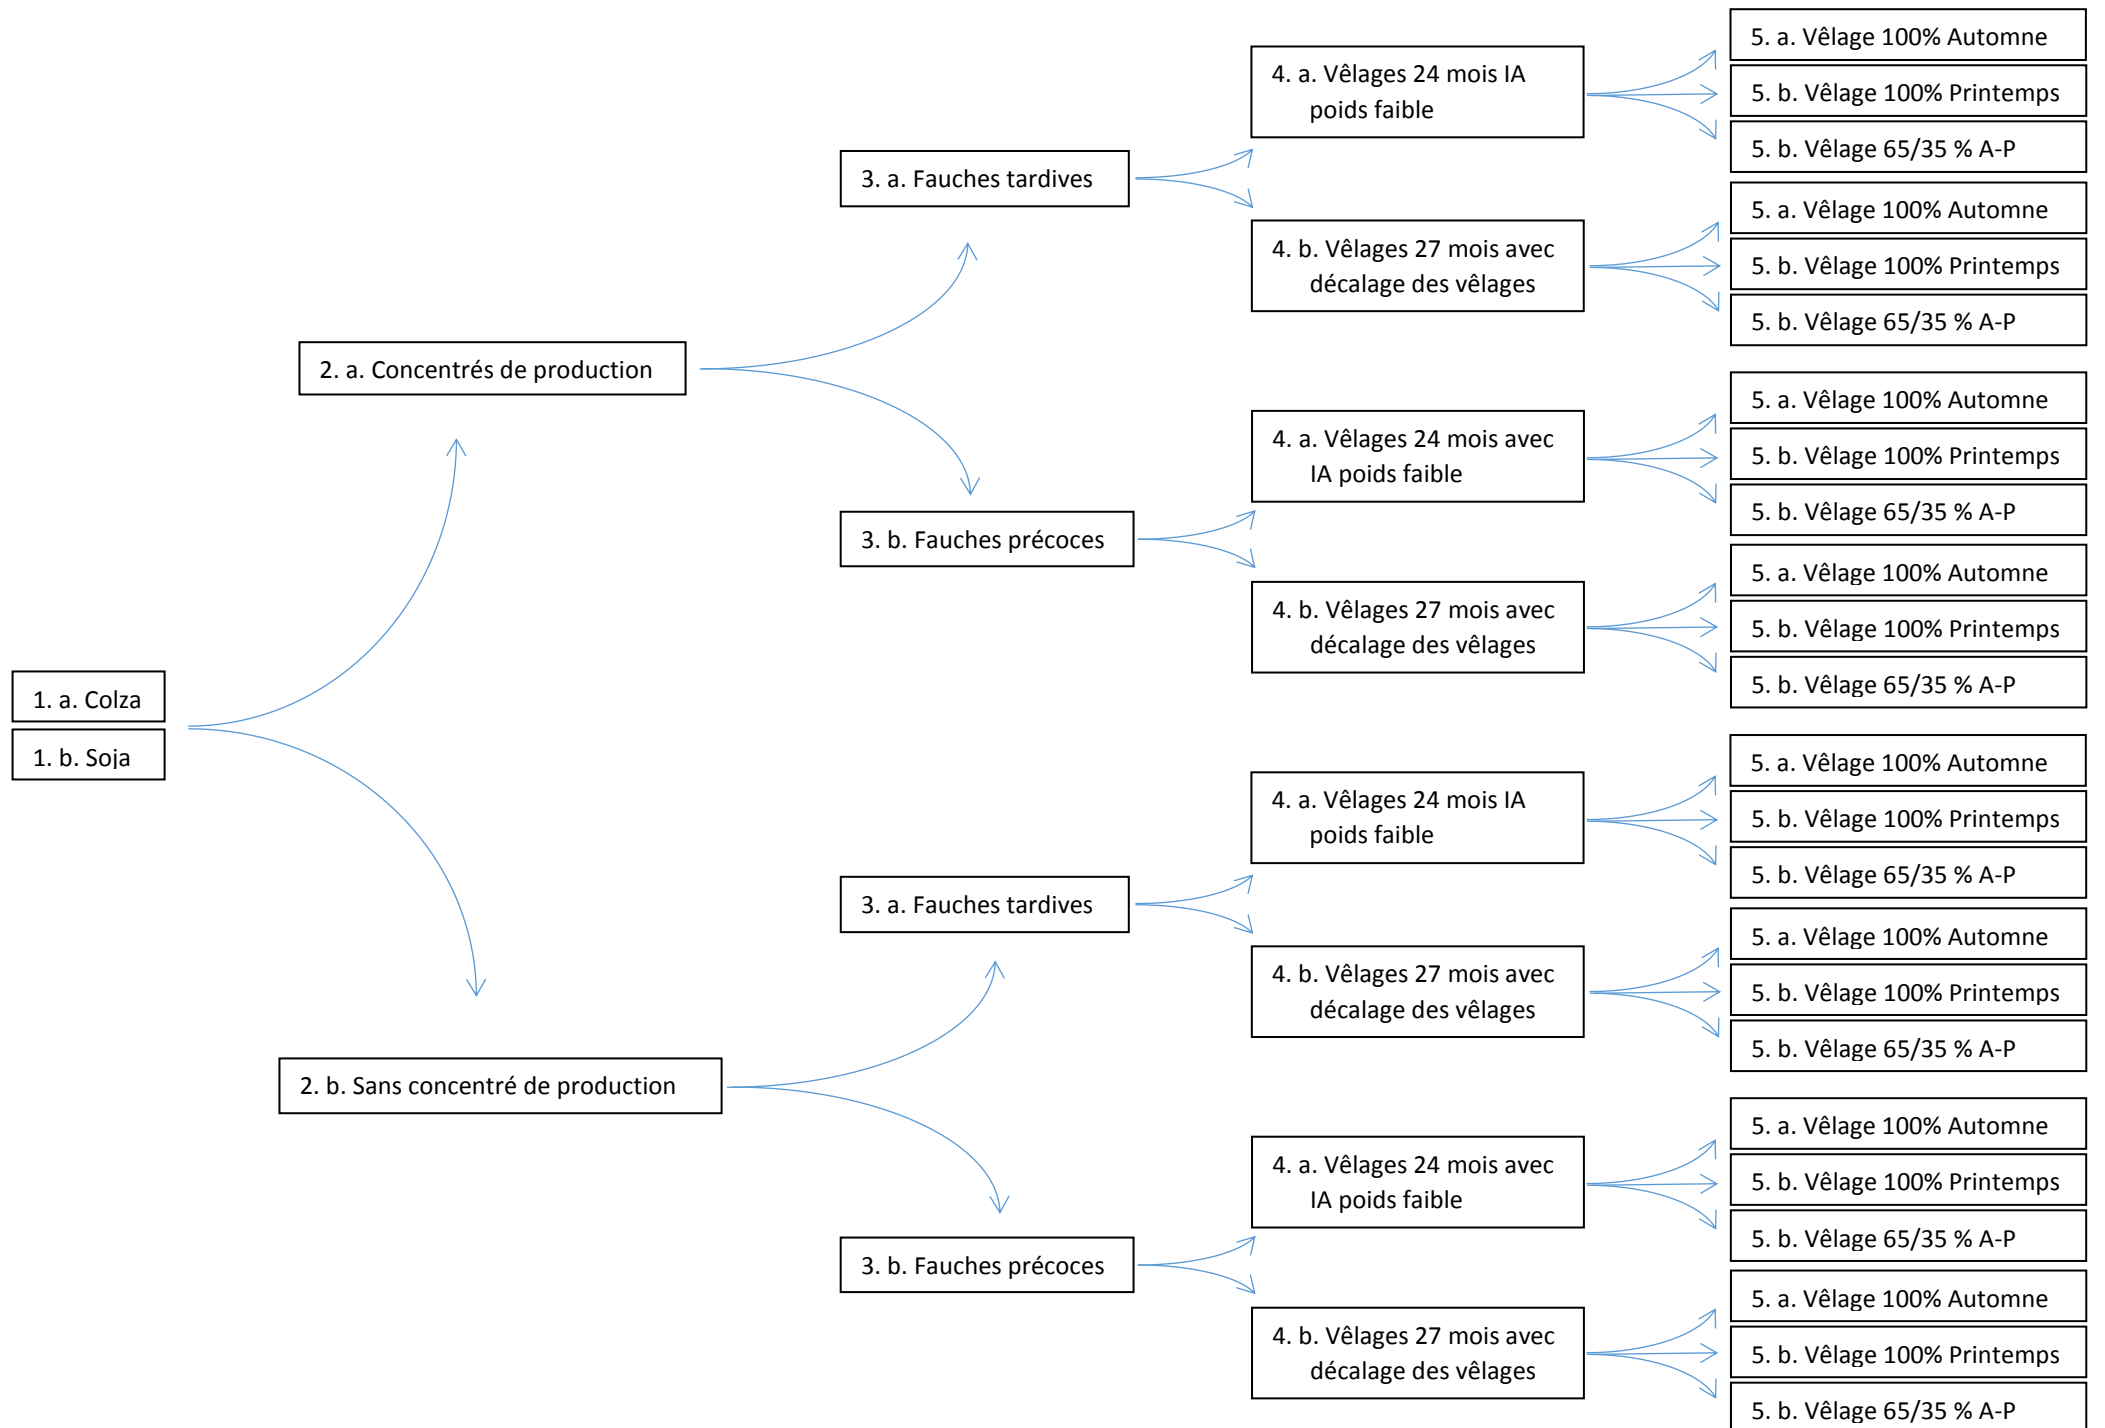 1. a. Colza
1. b. Soja
2. a. Concentrés de production
2. b. Sans concentré de production
3. a. Fauches tardives
3. b. Fauches précoces
3. a. Fauches tardives
3. b. Fauches précoces
4. a. Vêlages 24 mois IA
poids faible
4. b. Vêlages 27 mois avec
décalage des vêlages
4. a. Vêlages 24 mois avec
IA poids faible
4. b. Vêlages 27 mois avec
décalage des vêlages
4. a. Vêlages 24 mois IA
poids faible
4. b. Vêlages 27 mois avec
décalage des vêlages
4. a. Vêlages 24 mois avec
IA poids faible
4. b. Vêlages 27 mois avec
décalage des vêlages
5. a. Vêlage 100% Automne
5. b. Vêlage 100% Printemps
5. b. Vêlage 65/35 % A-P
5. a. Vêlage 100% Automne
5. b. Vêlage 100% Printemps
5. b. Vêlage 65/35 % A-P
5. a. Vêlage 100% Automne
5. b. Vêlage 100% Printemps
5. b. Vêlage 65/35 % A-P
5. a. Vêlage 100% Automne
5. b. Vêlage 100% Printemps
5. b. Vêlage 65/35 % A-P
5. a. Vêlage 100% Automne
5. b. Vêlage 100% Printemps
5. b. Vêlage 65/35 % A-P
5. a. Vêlage 100% Automne
5. b. Vêlage 100% Printemps
5. b. Vêlage 65/35 % A-P
5. a. Vêlage 100% Automne
5. b. Vêlage 100% Printemps
5. b. Vêlage 65/35 % A-P
5. a. Vêlage 100% Automne
5. b. Vêlage 100% Printemps
5. b. Vêlage 65/35 % A-P